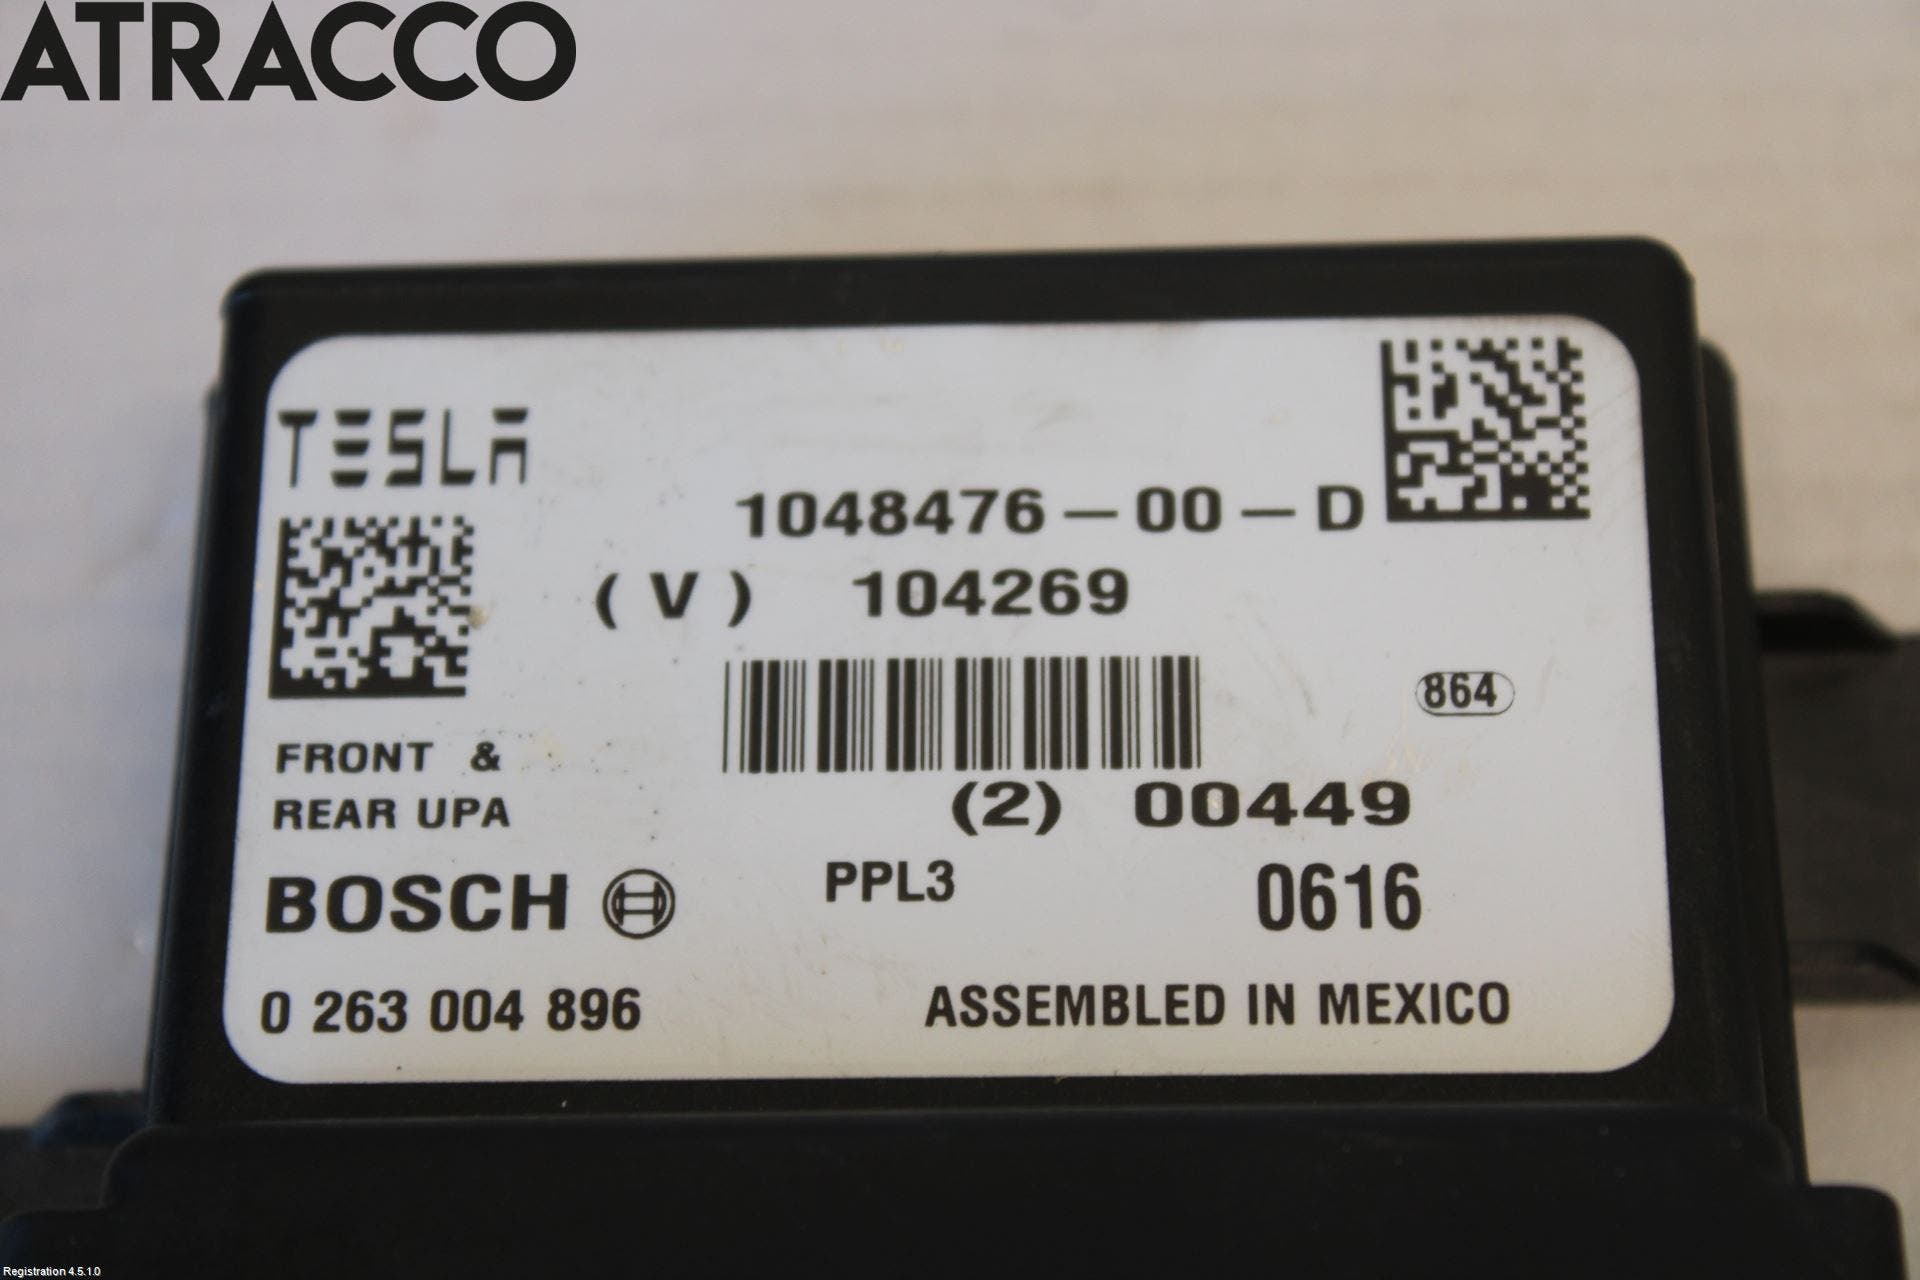 ATRACCO
TESLA
1048476-00-D
(V) 104269
864
FRONT &
REAR UPA
(2) 00449
BOSCH
PPL3
0616
0 263 004 896
ASSEMBLED IN MEXICO
Registration 4.5.1.0